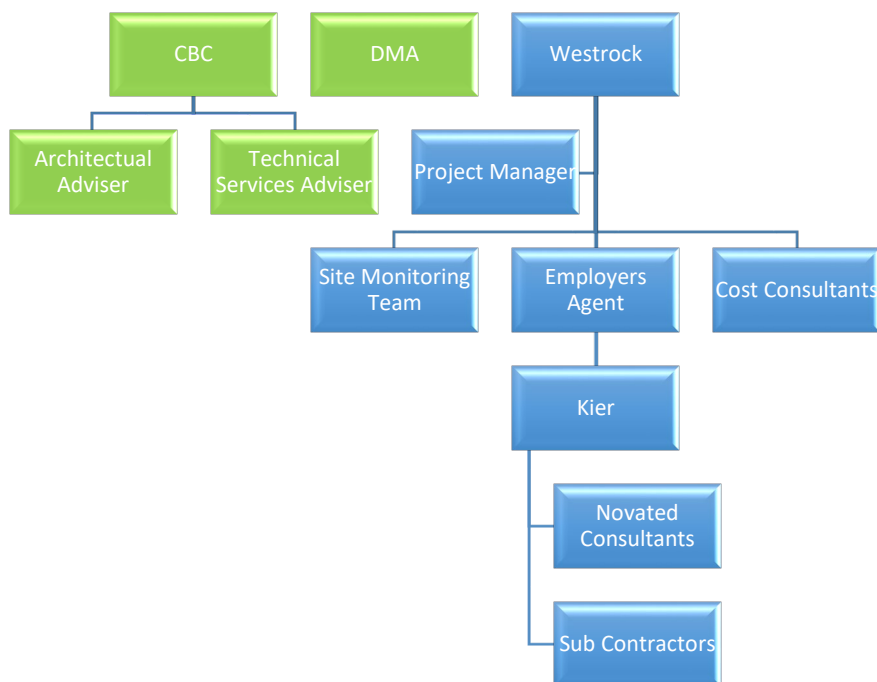 CBC
DMA
Westrock
Architectual
Adviser
Technical
Services Adviser
Project Manager
Site Monitoring
Team
Employers
Agent
Cost Consultants
Kier
Novated
Consultants
Sub Contractors